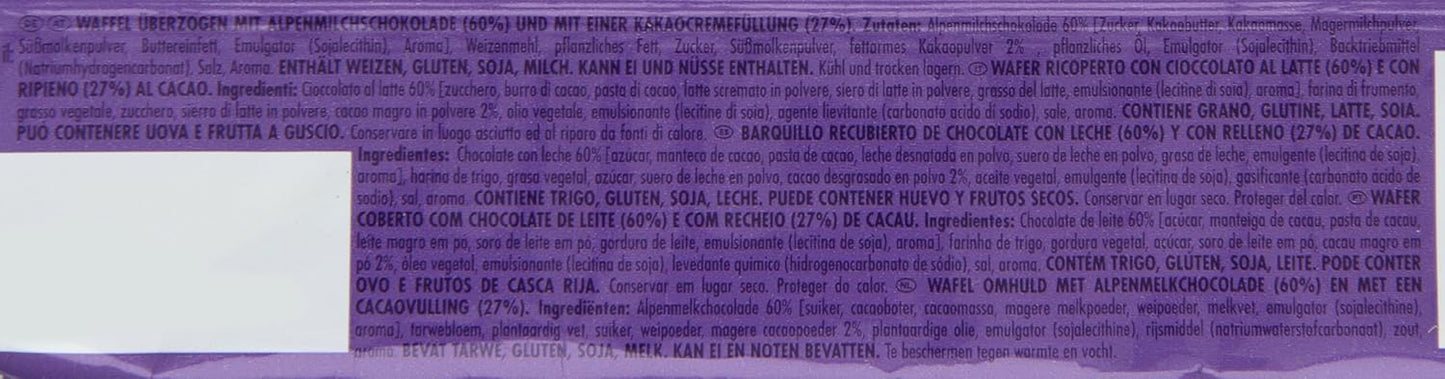 DE AT WAFFEL ÜBERZOGEN MIT ALPENMILCHSCHOKOLADE (60%) UND MIT EINER KAKAOCREMEFÜLLUNG (27%). Zutaten: Alpenmilchschokolade 60% [Zucker, Kakaobutter, Kakaomasse, Magermilchpulver,
Süßmolkenpulver, Butterreinfett, Emulgator (Sojalecithin), Aroma], Weizenmehl, pflanzliches Fett, Zucker, Süßmolkenpulver, fettarmes Kakaopulver 2% , pflanzliches Öl, Emulgator (Sojalecithin), Backtriebmittel
(Natriumhydrogencarbonat), Salz, Aroma. ENTHÄLT WEIZEN, GLUTEN, SOJA, MILCH. KANN EI UND NÜSSE ENTHALTEN. Kühl und trocken lagern. IT WAFER RICOPERTO CON CIOCCOLATO AL LATTE (60%) E CON
RIPIENO (27%) AL CACAO. Ingredienti: Cioccolato al latte 60% [zucchero, burro di cacao, pasta di cacao, latte scremato in polvere, siero di latte in polvere, grasso del latte, emulsionante (lecitine di soia), aroma], farina di frumento,
grasso vegetale, zucchero, sierro di latte in polvere, cacao magro in polvere 2%, olio vegetale, emulsionante (lecitine di soia), agente lievitante (carbonato acido di sodio), sale, aroma. CONTIENE GRANO, GLUTINE, LATTE, SOIA.
PUÒ CONTENERE UOVA E FRUTTA A GUSCIO. Conservare in luogo asciutto ed al riparo da fonti di calore. ES BARQUILLO RECUBIERTO DE CHOCOLATE CON LECHE (60%) Y CON RELLENO (27%) DE CACAO.
Ingredientes: Chocolate con leche 60% [azúcar, manteca de cacao, pasta de cacao, leche desnatada en polvo, suero de leche en polvo, grasa de leche, emulgente (lecitina de soja),
aroma], harina de trigo, grasa vegetal, azúcar, suero de leche en polvo, cacao desgrasado en polvo 2%, aceite vegetal, emulgente (lecitina de soja), gasificante (carbonato acido de
sodio), sal, aroma. CONTIENE TRIGO, GLUTEN, SOJA, LECHE. PUEDE CONTENER HUEVO Y FRUTOS SECOS. Conservar en lugar seco. Proteger del calor. PT WAFER
COBERTO COM CHOCOLATE DE LEITE (60%) E COM RECHEIO (27%) DE CACAU. Ingredientes: Chocolate de leite 60% [acúcar, manteiga de cacau, pasta de cacau,
leite magro em pó, soro de leite em pó, gordura de leite, emulsionante (lecitina de soja), aroma], farinha de trigo, gordura vegetal, açúcar, soro de leite em pó, cacau magro em
pó 2%, óleo vegetal, emulsionante (lecitina de soja), levedante químico (hidrogenocarbonato de sódio), sal, aroma. CONTÉM TRIGO, GLÚTEN, SOJA, LEITE. PODE CONTER
OVO E FRUTOS DE CASCA RIJA. Conservar em lugar seco. Proteger do calor. NL WAFEL OMHULD MET ALPENMELKCHOCOLADE (60%) EN MET EEN
CACAOVULLING (27%). Ingrediënten: Alpenmelkchocolade 60% [suiker, cacaoboter, cacaomassa, magere melkpoeder, weipoeder, melkvet, emulgator (sojalecithine),
aroma], tarwebloem, plantaardig vet, suiker, weipoeder, magere cacaopoeder 2%, plantaardige olie, emulgator (sojalecithine), rijsmiddel (natriumwaterstofcarbonaat), zout,
aroma. BEVAT TARWE, GLUTEN, SOJA, MELK. KAN EI EN NOTEN BEVATTEN. Te beschermen tegen warmte en vocht.